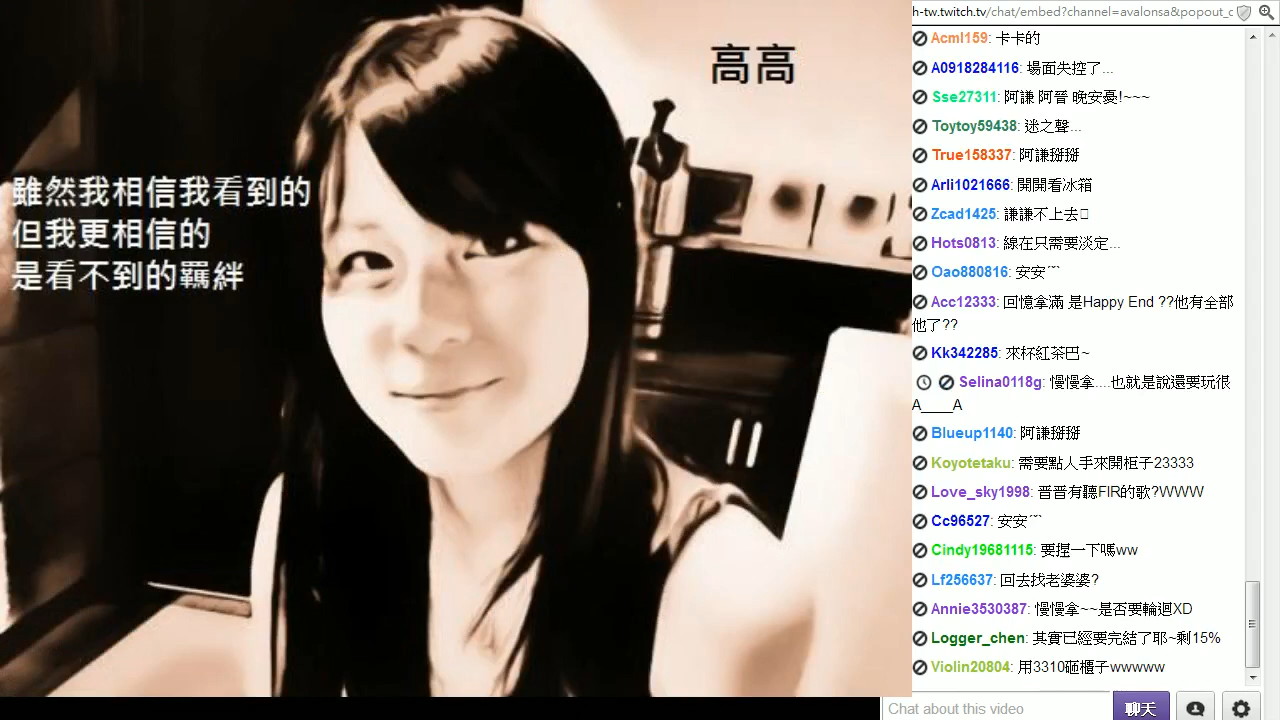 高高
雖然我相信我看到的
但我更相信的
是看不到的羈絆
h-tw.twitch.tv/chat/embed?channel=avalonsa&popout_c
Acml159: 卡卡的
A0918284116: 場面失控了...
Sse27311: 阿謙 阿晉 晚安憂!~~~
Toytoy59438: 迷之聲...
True158337: 阿謙掰掰
Arli1021666: 開開看冰箱
Zcad1425: 謙謙不上去
Hots0813: 線在只需要淡定...
Oao880816: 安安ˊˇˋ
Acc12333: 回憶拿滿 是Happy End ??他有全部
他了??
Kk342285: 來杯紅茶巴~
Selina0118g: 慢慢拿....也就是說還要玩很
A____A
Blueup1140: 阿謙掰掰
Koyotetaku: 需要點人手來開柜子23333
Love_sky1998: 晉晉有聽FIR的歌?WWW
Cc96527: 安安ˊˇˋ
Cindy19681115: 要捏一下嗎ww
Lf256637: 回去找老婆婆?
Annie3530387: 慢慢拿~~是否要輪迴XD
Logger_chen: 其實已經要完結了耶~剩15%
Violin20804: 用3310砸櫃子wwwww
Chat about this video
聊天